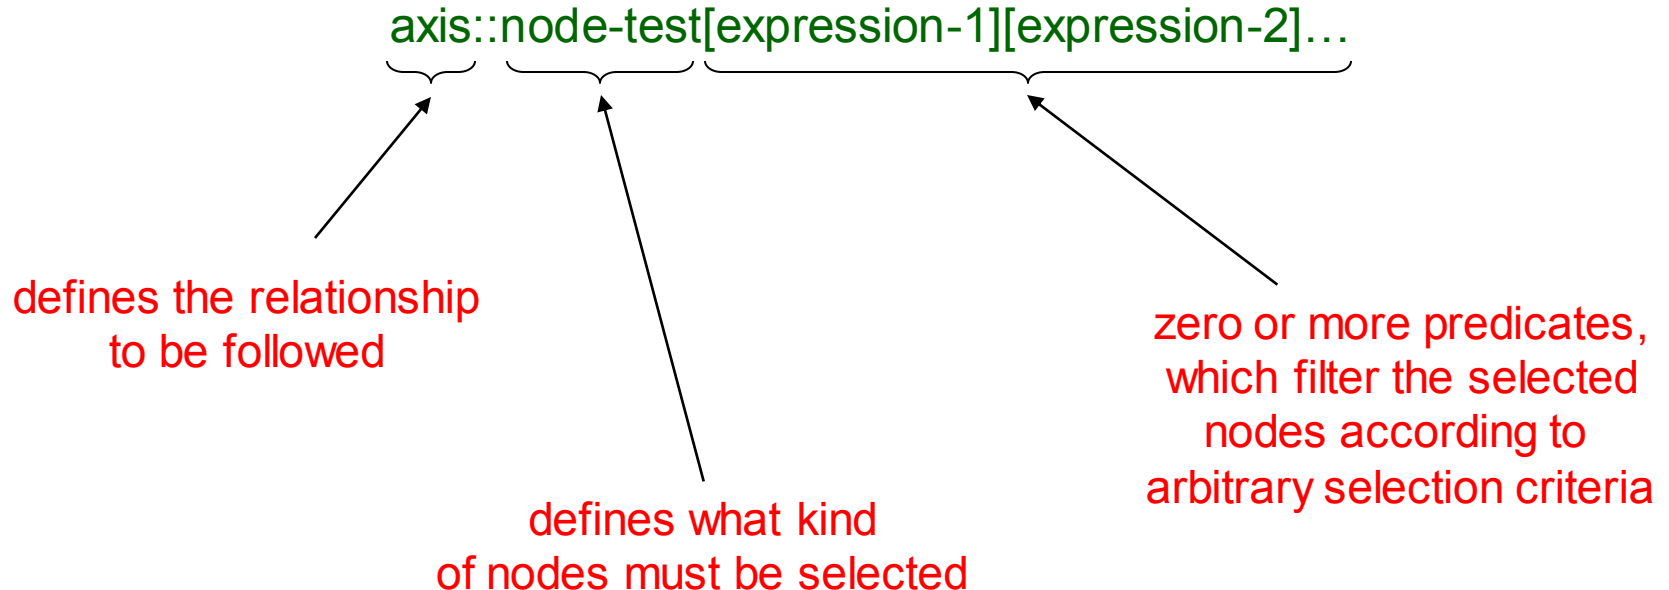 axis::node-test[expression-1][expression-2]…
defines the relationship
to be followed
zero or more predicates,
which filter the selected
nodes according to
arbitrary selection criteria
defines what kind
of nodes must be selected